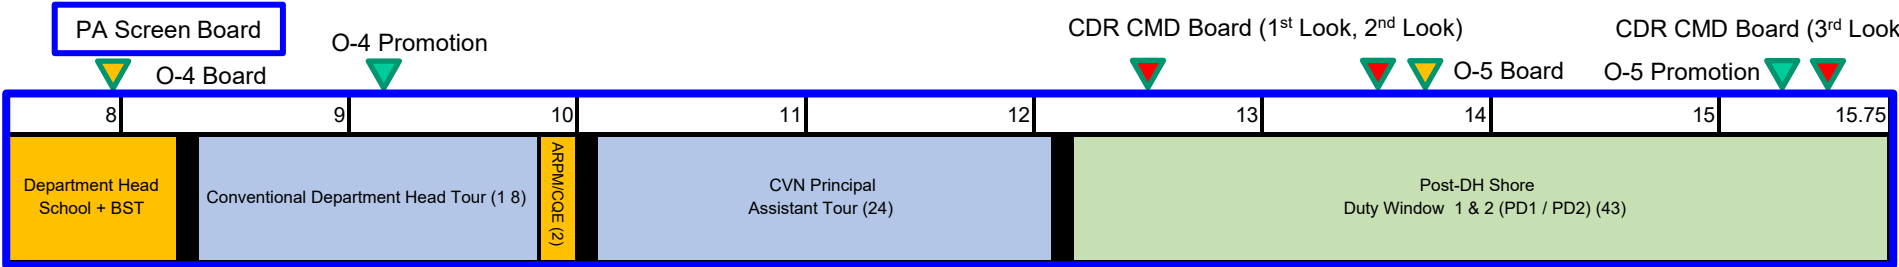 PA Screen Board
O-4 Board
O-4 Promotion
CDR CMD Board (1st Look, 2nd Look)
O-5 Board
O-5 Promotion
CDR CMD Board (3rd Look
8
9
10
11
12
13
14
15
15.75
Department Head
School + BST
Conventional Department Head Tour (1 8)
ARPM/CQE (2)
CVN Principal
Assistant Tour (24)
Post-DH Shore
Duty Window 1 & 2 (PD1 / PD2) (43)